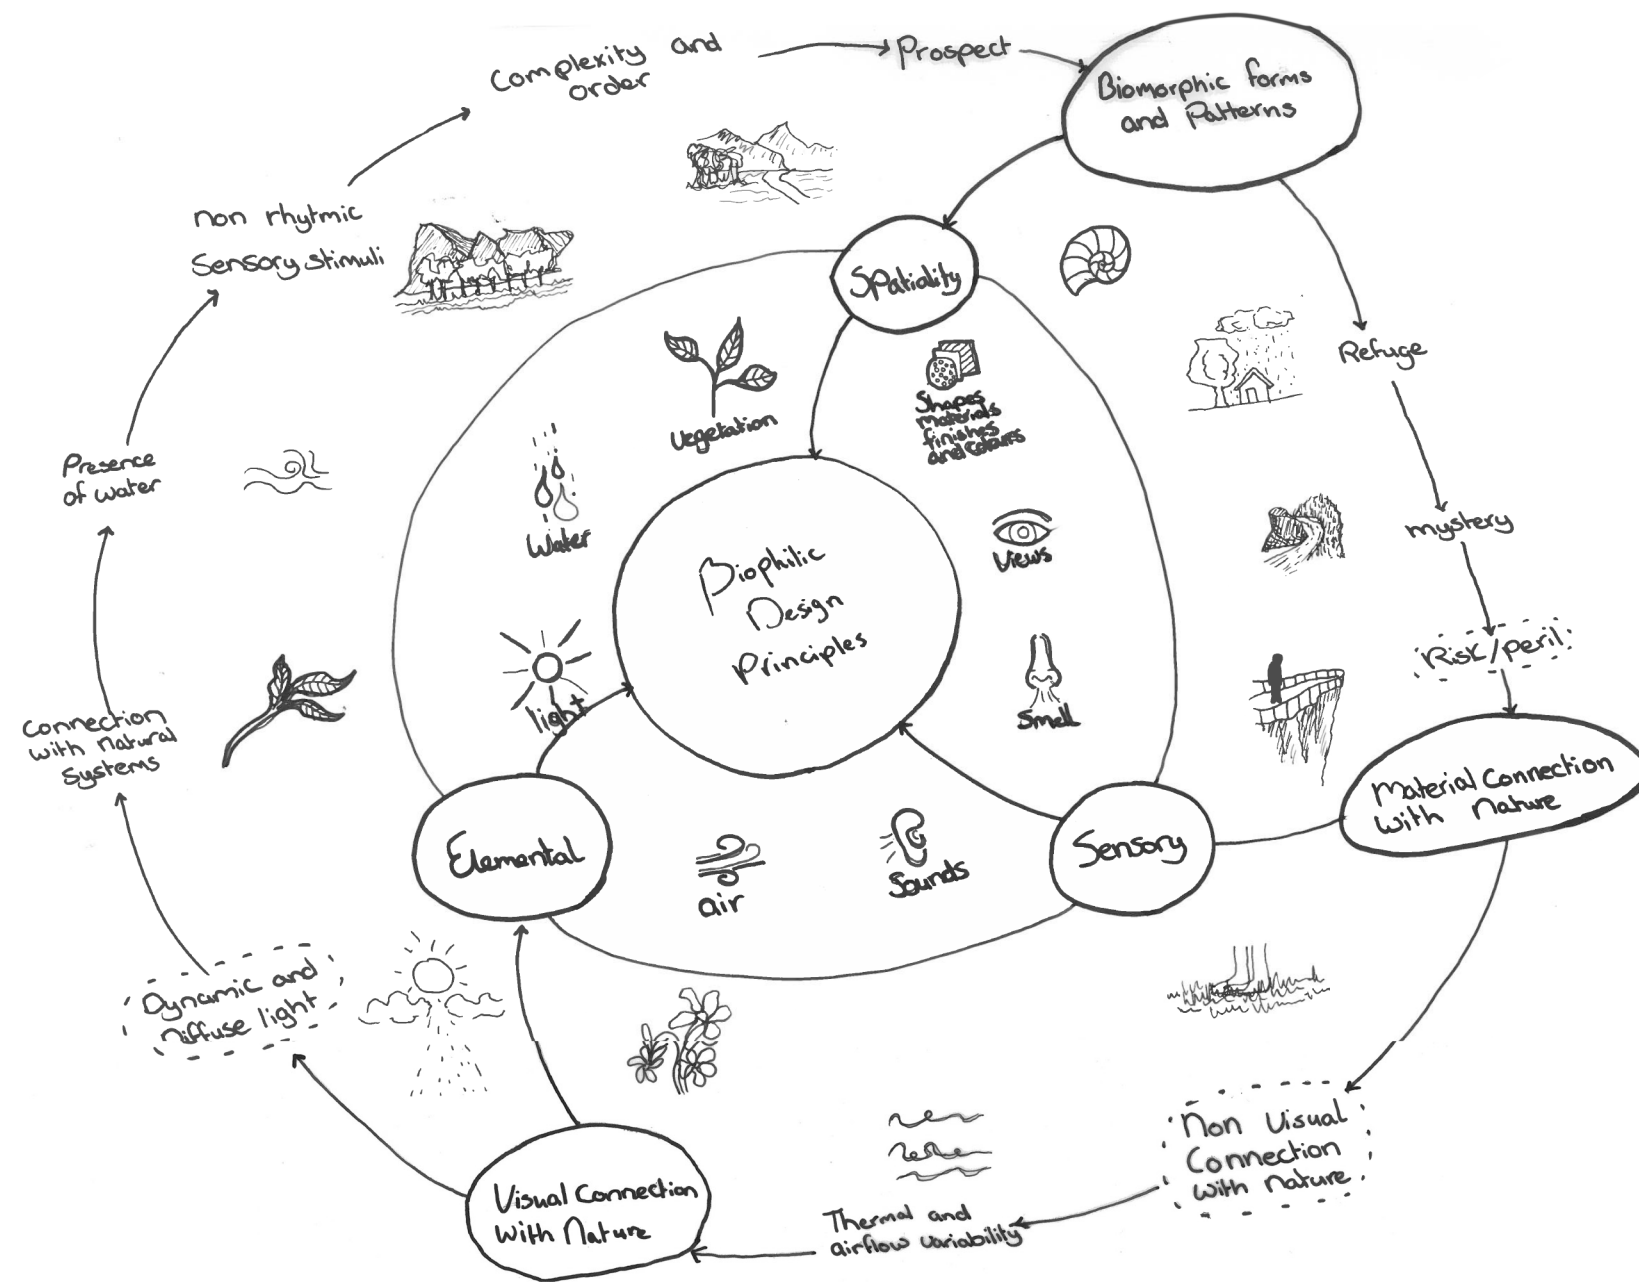 Complexity and
order
Prospect
Biomorphic forms
and Patterns
non rhytmic
Sensory stimuli
Spatiality
Refuge
Vegetation
Shapes
materials
finishes
and colours
Presence
of water
Water
Views
mystery
Biophilic
Design
Principles
light
Smell
Risk/peril
Connection
with natural
Systems
Material Connection
with nature
Elemental
air
Sounds
Sensory
Dynamic and
Diffuse light
Non Visual
Connection
with nature
Visual Connection
With Nature
Thermal and
airflow variability